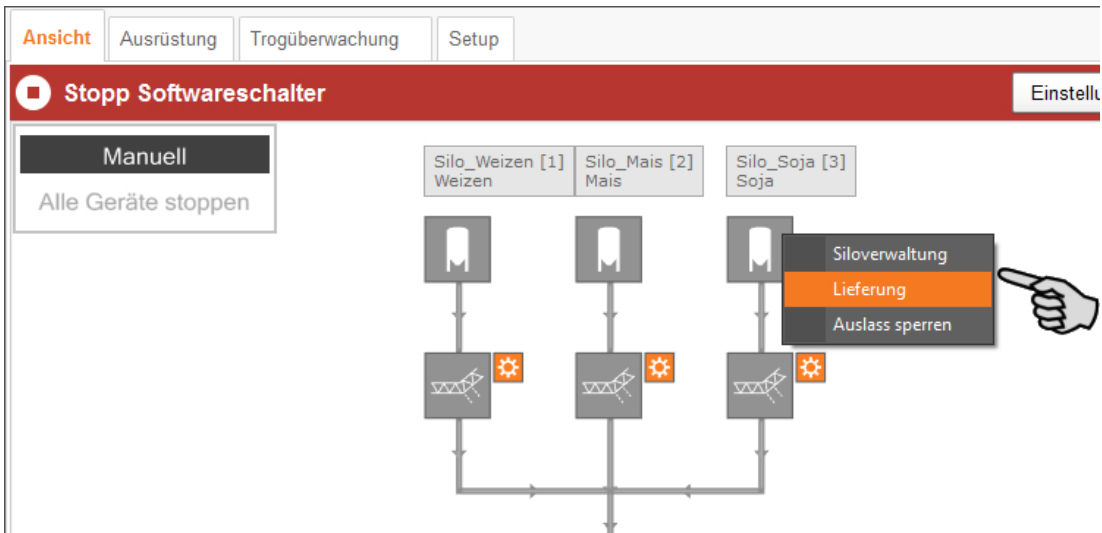 Ansicht Ausrüstung Trogüberwachung Setup
Stopp Softwareschalter Einstellu
Manuell
Alle Geräte stoppen
Silo_Weizen [1] Silo_Mais [2] Silo_Soja [3]
Weizen Mais Soja
Siloverwaltung
Lieferung
Auslass sperren